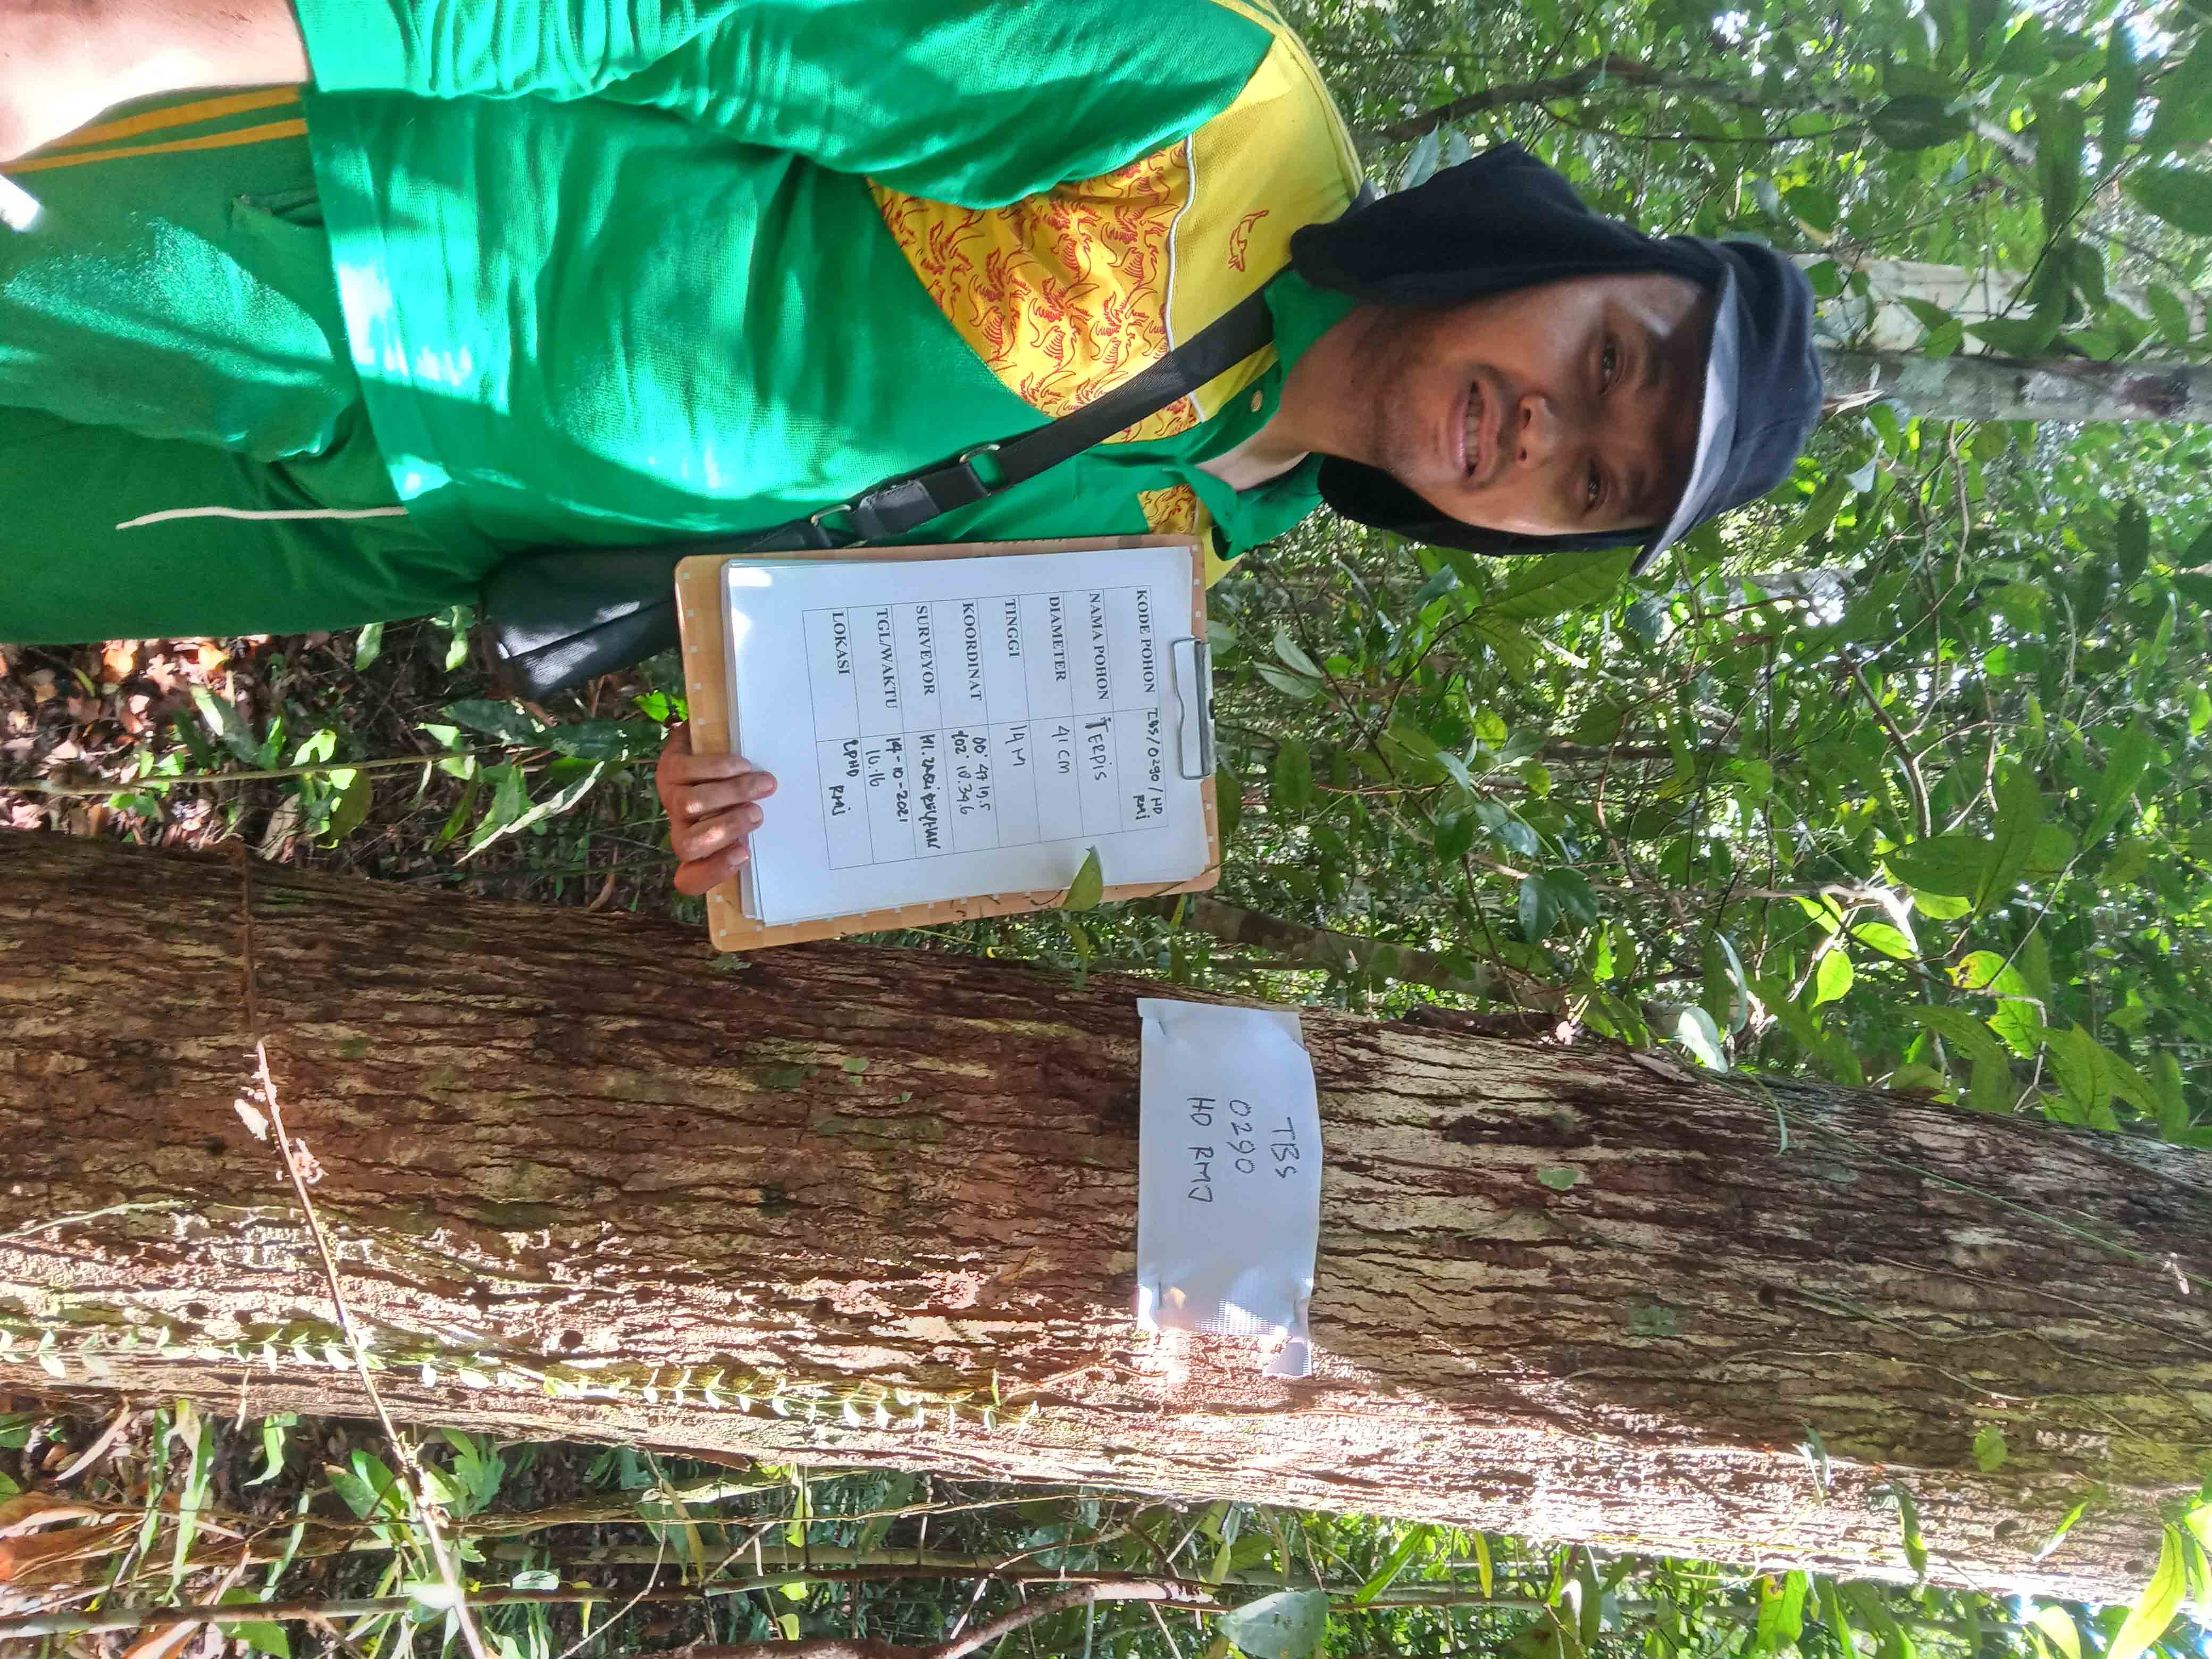 TBS
0290
HD RMJ
KODE POHON TBS/0290/HD
RMJ
NAMA POHON TERPIS
DIAMETER 41 CM
TINGGI 14 M
KOORDINAT 00° 47 19.5
102° 10.34.6
SURVEYOR M. ZAQI REYHAN
TGL/WAKTU 14-10-2021
10.16
LOKASI LPHD
RMJ